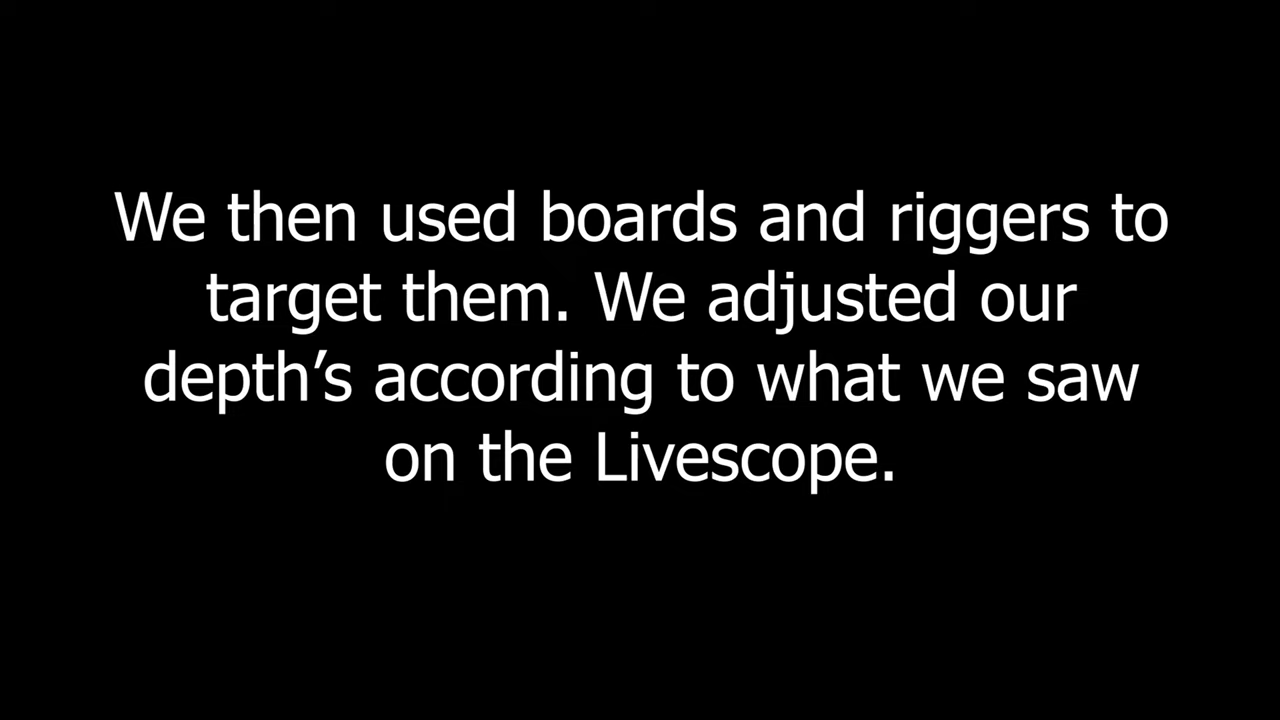 We then used boards and riggers to
target them. We adjusted our
depth’s according to what we saw
on the Livescope.